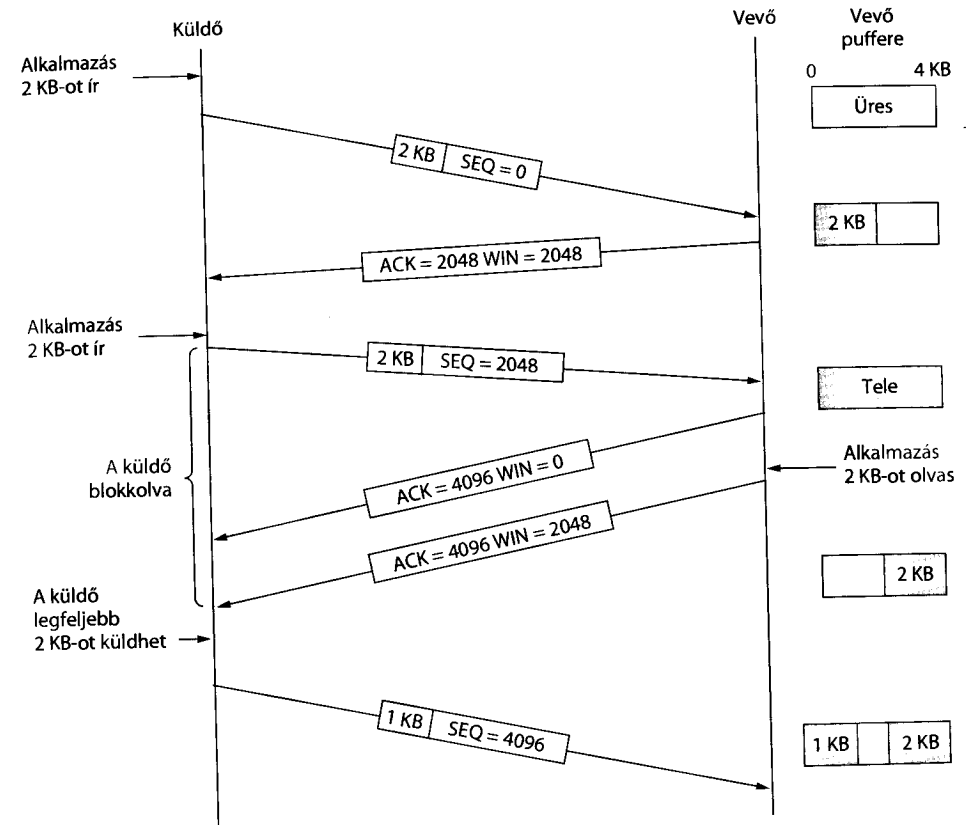 Küldő
Vevő
Vevő
puffere
0
4 KB
Alkalmazás
2 KB-ot ír
Üres
2 KB
SEQ = 0
2 KB
ACK = 2048 WIN = 2048
Alkalmazás
2 KB-ot ír
2 KB
SEQ = 2048
Tele
A küldő
blokkolva
ACK = 4096 WIN = 0
Alkalmazás
2 KB-ot olvas
ACK = 4096 WIN = 2048
2 KB
A küldő
legfeljebb
2 KB-ot küldhet
1 KB
SEQ = 4096
1 KB
2 KB